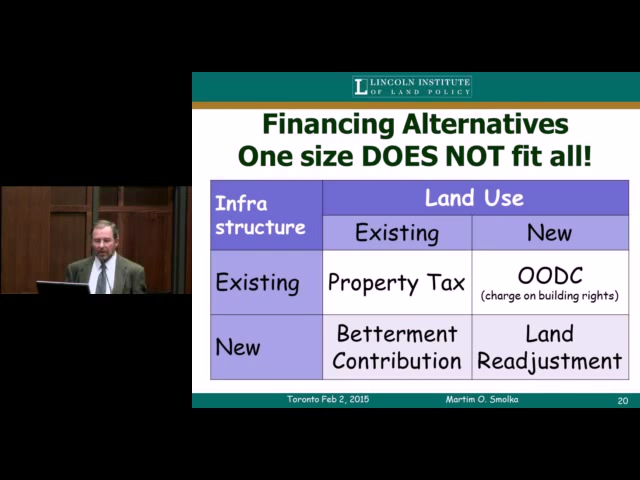 LINCOLN INSTITUTE
OF LAND POLICY
Financing Alternatives
One size DOES NOT fit all!
Infra
structure
Land Use
Existing
New
Existing
Property Tax
OODC
(charge on building rights)
New
Betterment
Contribution
Land
Readjustment
Toronto Feb 2, 2015
Martim O. Smolka
20